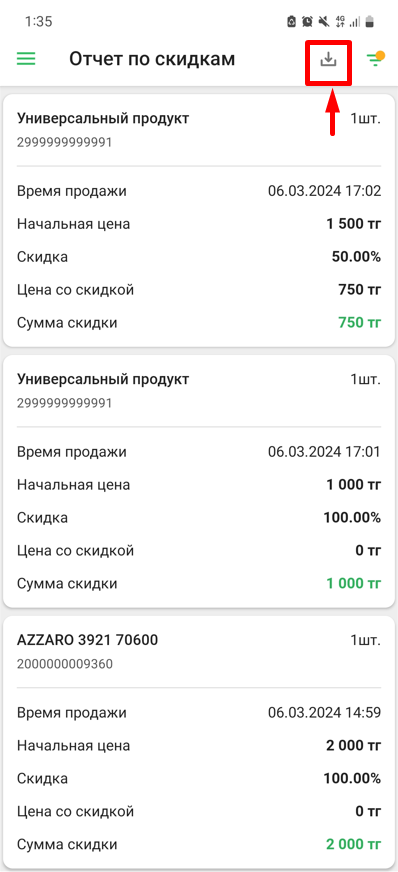 1:35
4G
Отчет по скидкам
Универсальный продукт 1шт.
2999999999991
Время продажи 06.03.2024 17:02
Начальная цена 1 500 тг
Скидка 50.00%
Цена со скидкой 750 тг
Сумма скидки 750 тг
Универсальный продукт 1шт.
2999999999991
Время продажи 06.03.2024 17:01
Начальная цена 1 000 тг
Скидка 100.00%
Цена со скидкой 0 тг
Сумма скидки 1 000 тг
AZZARO 3921 70600 1шт.
2000000009360
Время продажи 06.03.2024 14:59
Начальная цена 2 000 тг
Скидка 100.00%
Цена со скидкой 0 тг
Сумма скидки 2 000 тг